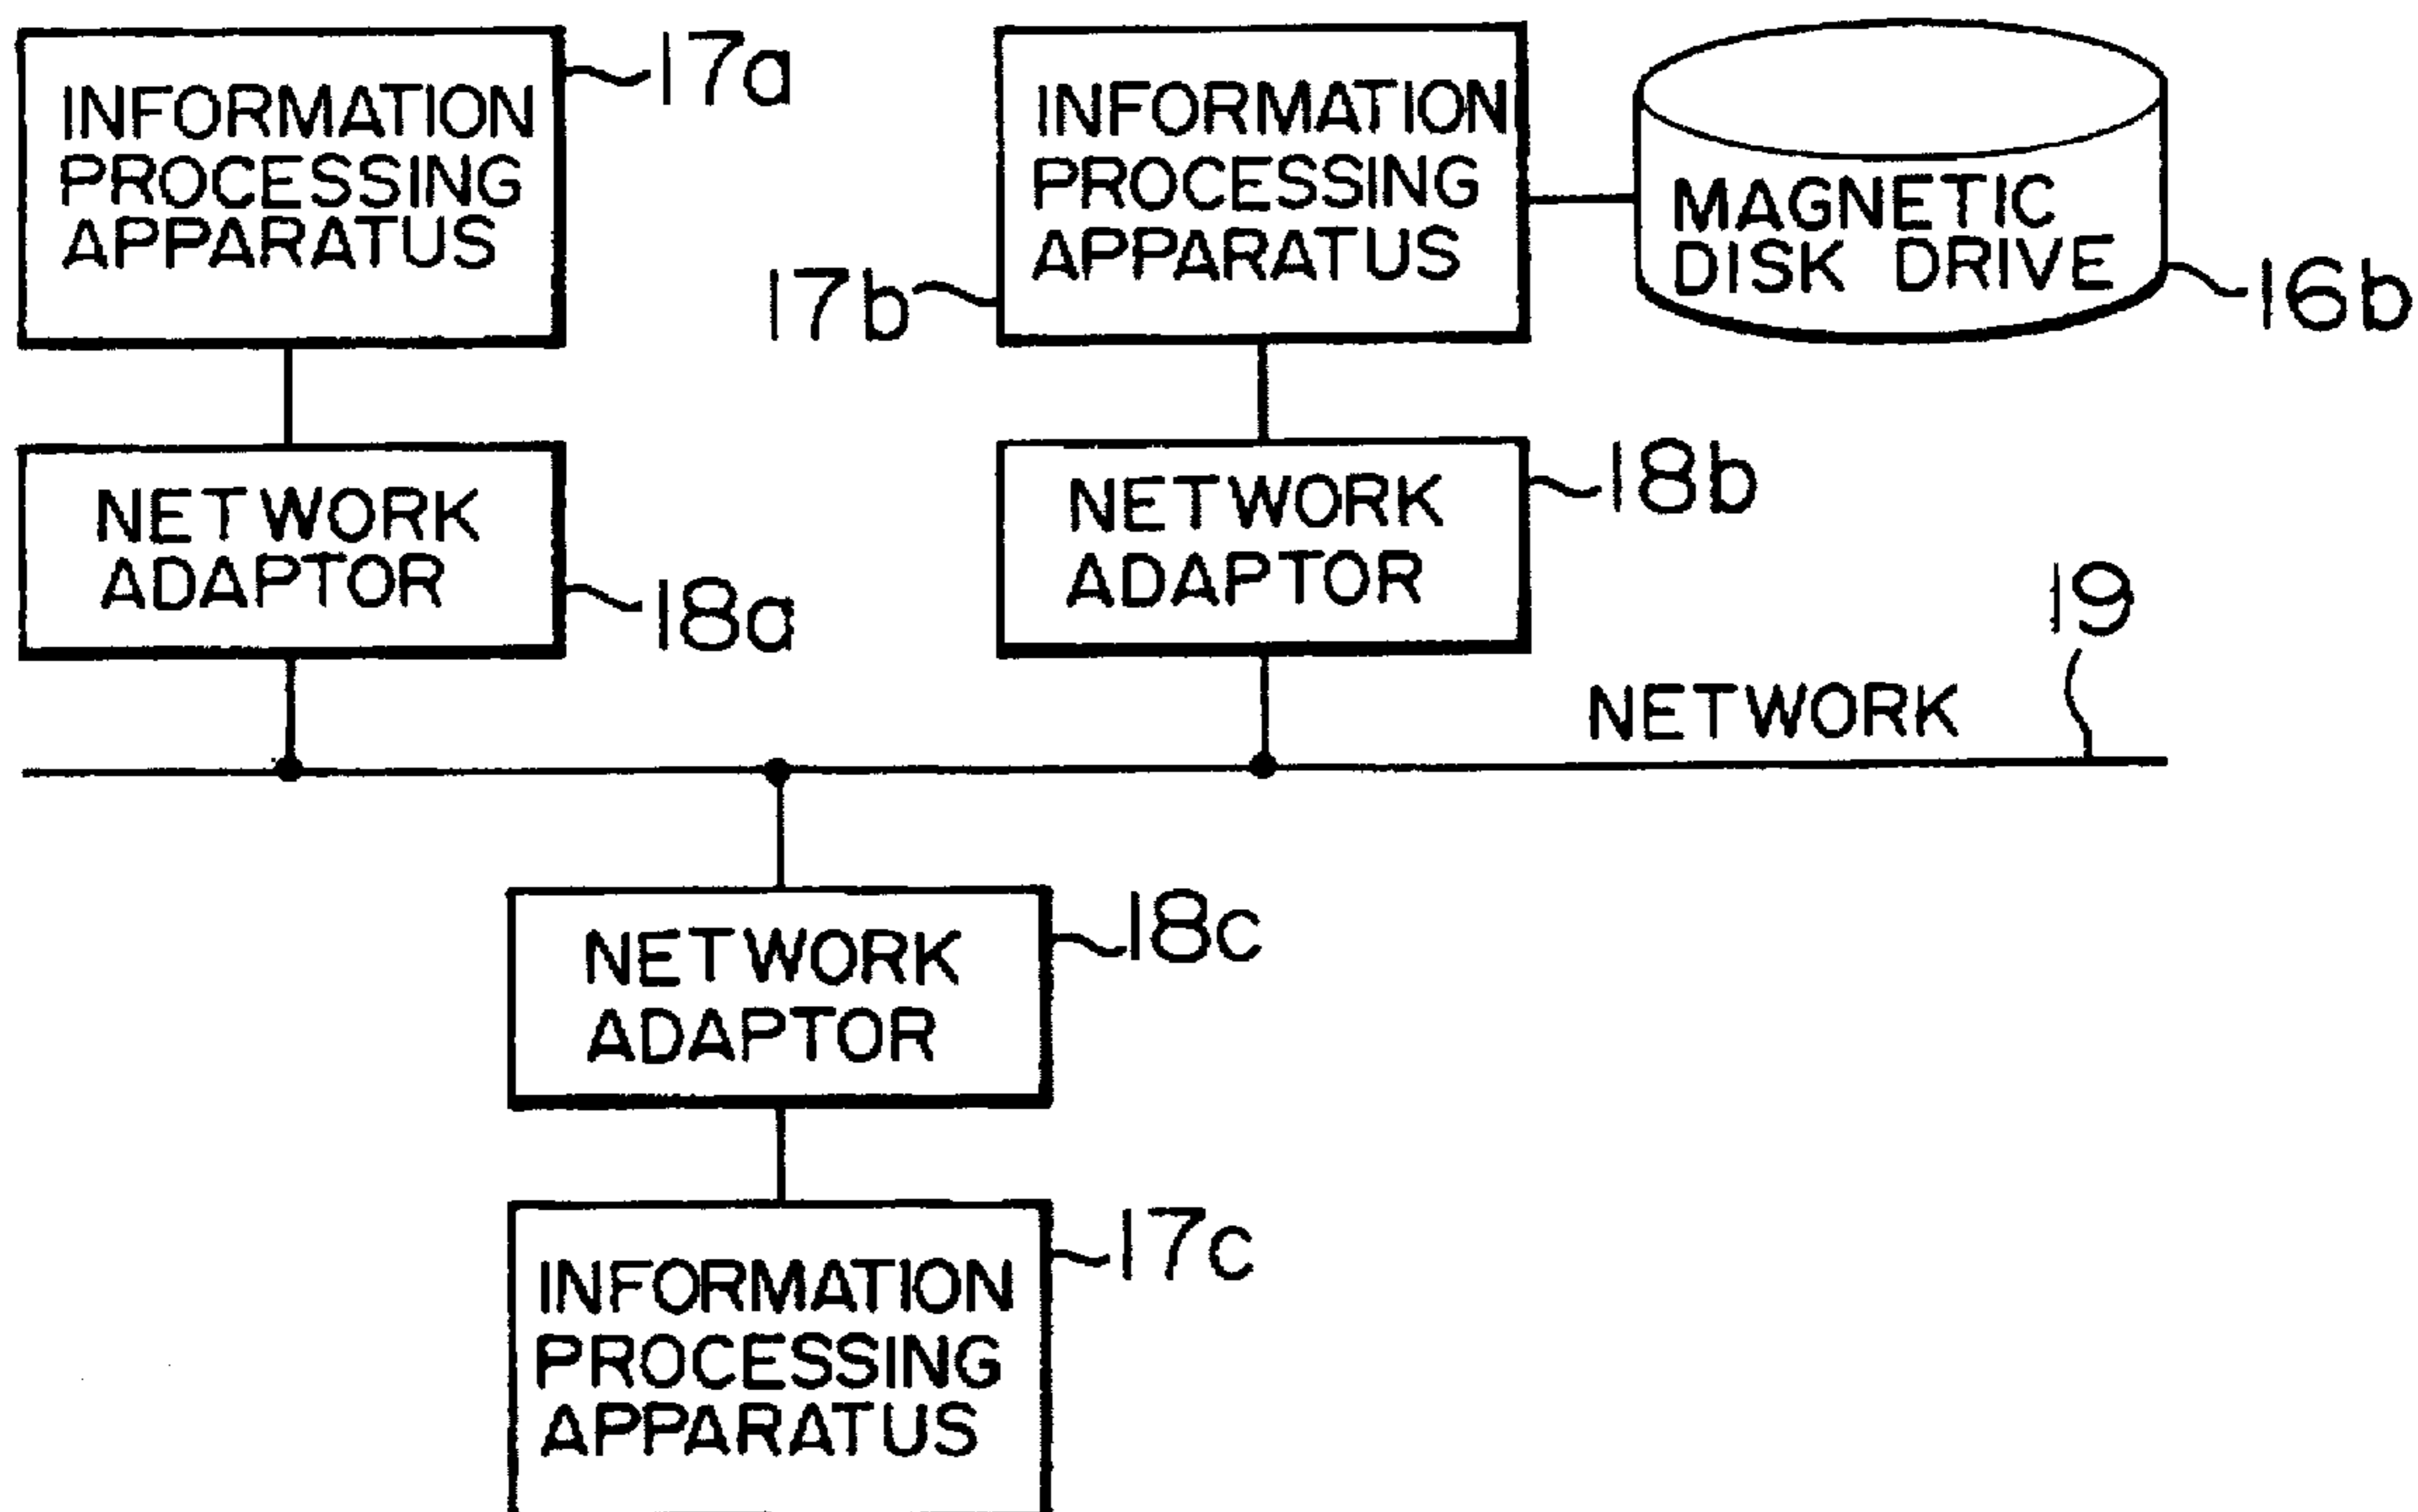 INFORMATION
PROCESSING
APPARATUS
17a
INFORMATION
PROCESSING
APPARATUS
17b
MAGNETIC
DISK DRIVE
16b
NETWORK
ADAPTOR
18a
NETWORK
ADAPTOR
18b
19
NETWORK
NETWORK
ADAPTOR
18c
INFORMATION
PROCESSING
APPARATUS
17c